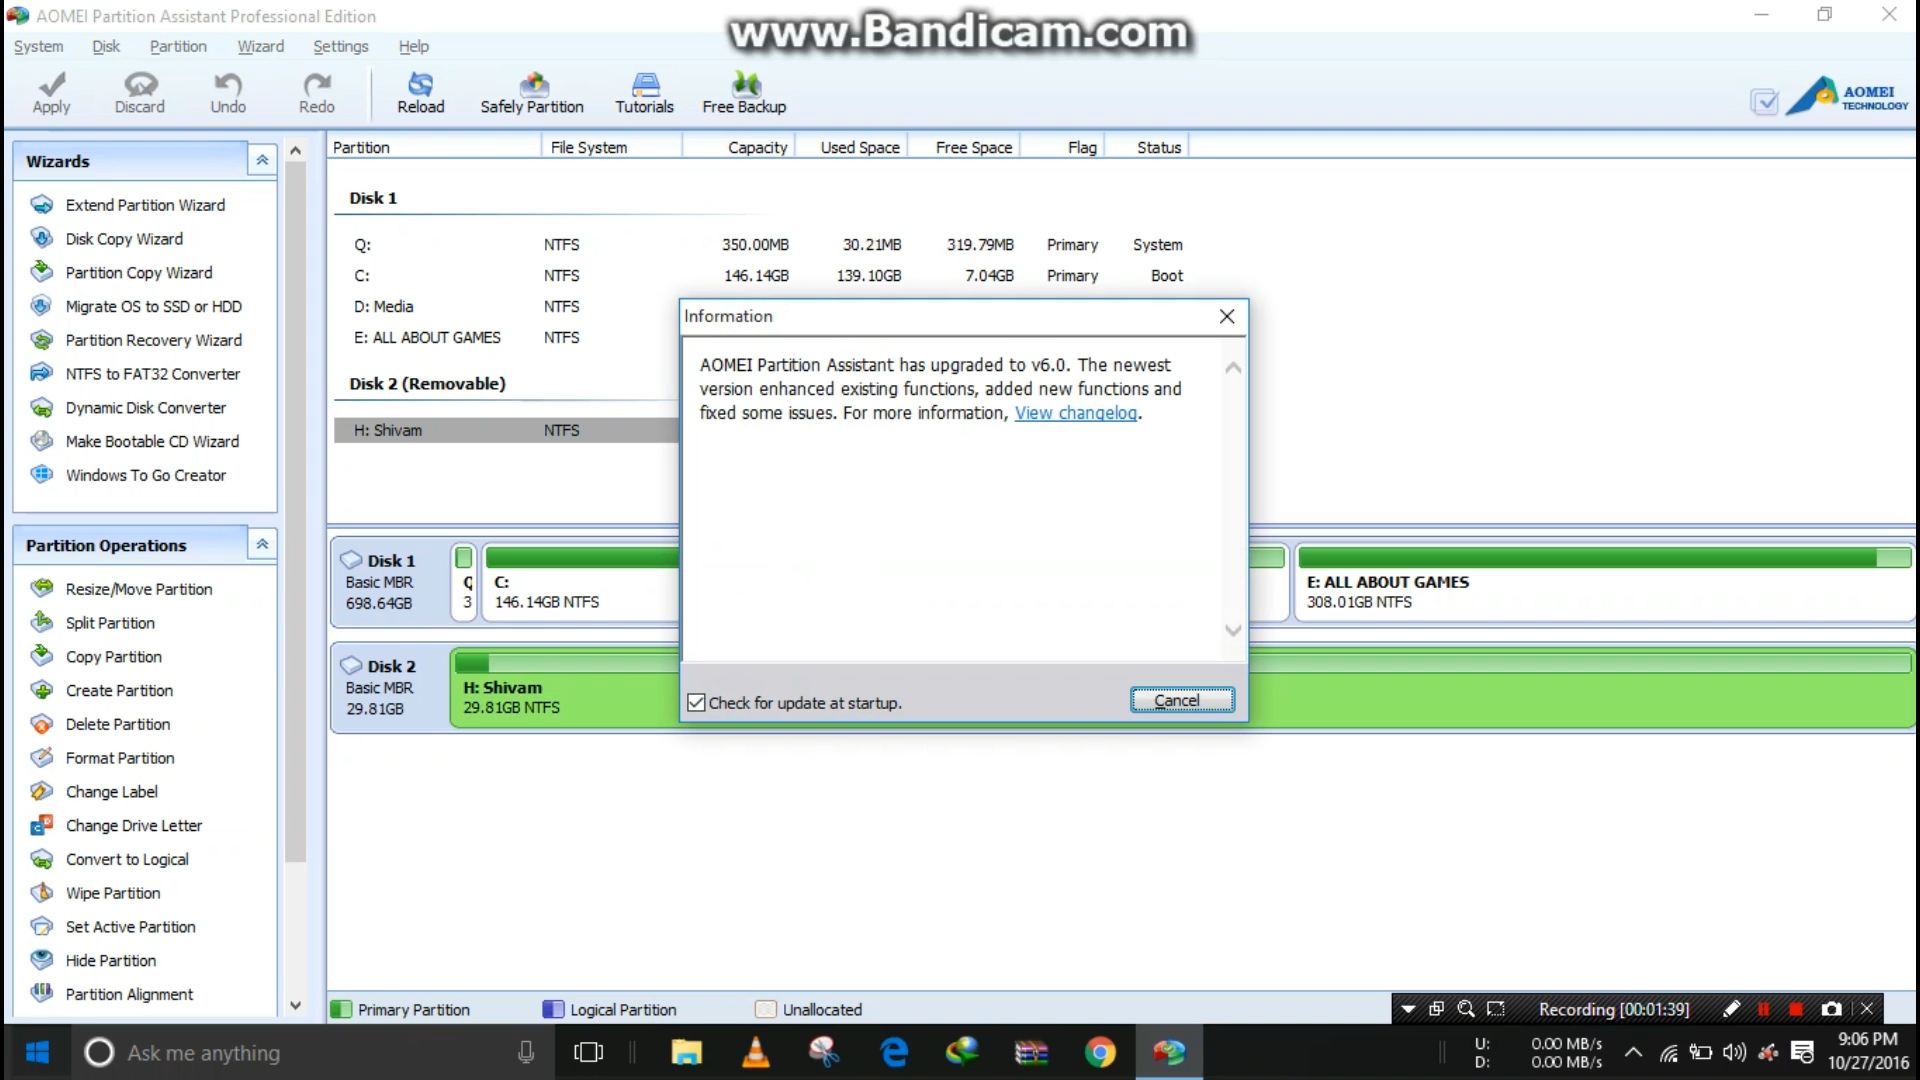 AOMEI Partition Assistant Professional Edition
www.Bandicam.com
System Disk Partition Wizard Settings Help
Apply Discard Undo Redo Reload Safely Partition Tutorials Free Backup
AOMEI
TECHNOLOGY
Wizards
Extend Partition Wizard
Disk Copy Wizard
Partition Copy Wizard
Migrate OS to SSD or HDD
Partition Recovery Wizard
NTFS to FAT32 Converter
Dynamic Disk Converter
Make Bootable CD Wizard
Windows To Go Creator
Partition Operations
Resize/Move Partition
Split Partition
Copy Partition
Create Partition
Delete Partition
Format Partition
Change Label
Change Drive Letter
Convert to Logical
Wipe Partition
Set Active Partition
Hide Partition
Partition Alignment
Partition File System Capacity Used Space Free Space Flag Status
Disk 1
Q: NTFS 350.00MB 30.21MB 319.79MB Primary System
C: NTFS 146.14GB 139.10GB 7.04GB Primary Boot
D: Media NTFS
E: ALL ABOUT GAMES NTFS
Disk 2 (Removable)
H: Shivam NTFS
Information
AOMEI Partition Assistant has upgraded to v6.0. The newest
version enhanced existing functions, added new functions and
fixed some issues. For more information, View changelog.
Check for update at startup.
Cancel
Disk 1
Basic MBR
698.64GB
Q
3
C:
146.14GB NTFS
E: ALL ABOUT GAMES
308.01GB NTFS
Disk 2
Basic MBR
29.81GB
H: Shivam
29.81GB NTFS
Primary Partition Logical Partition Unallocated
Recording [00:01:39]
Ask me anything
U: 0.00 MB/s
D: 0.00 MB/s
9:06 PM
10/27/2016